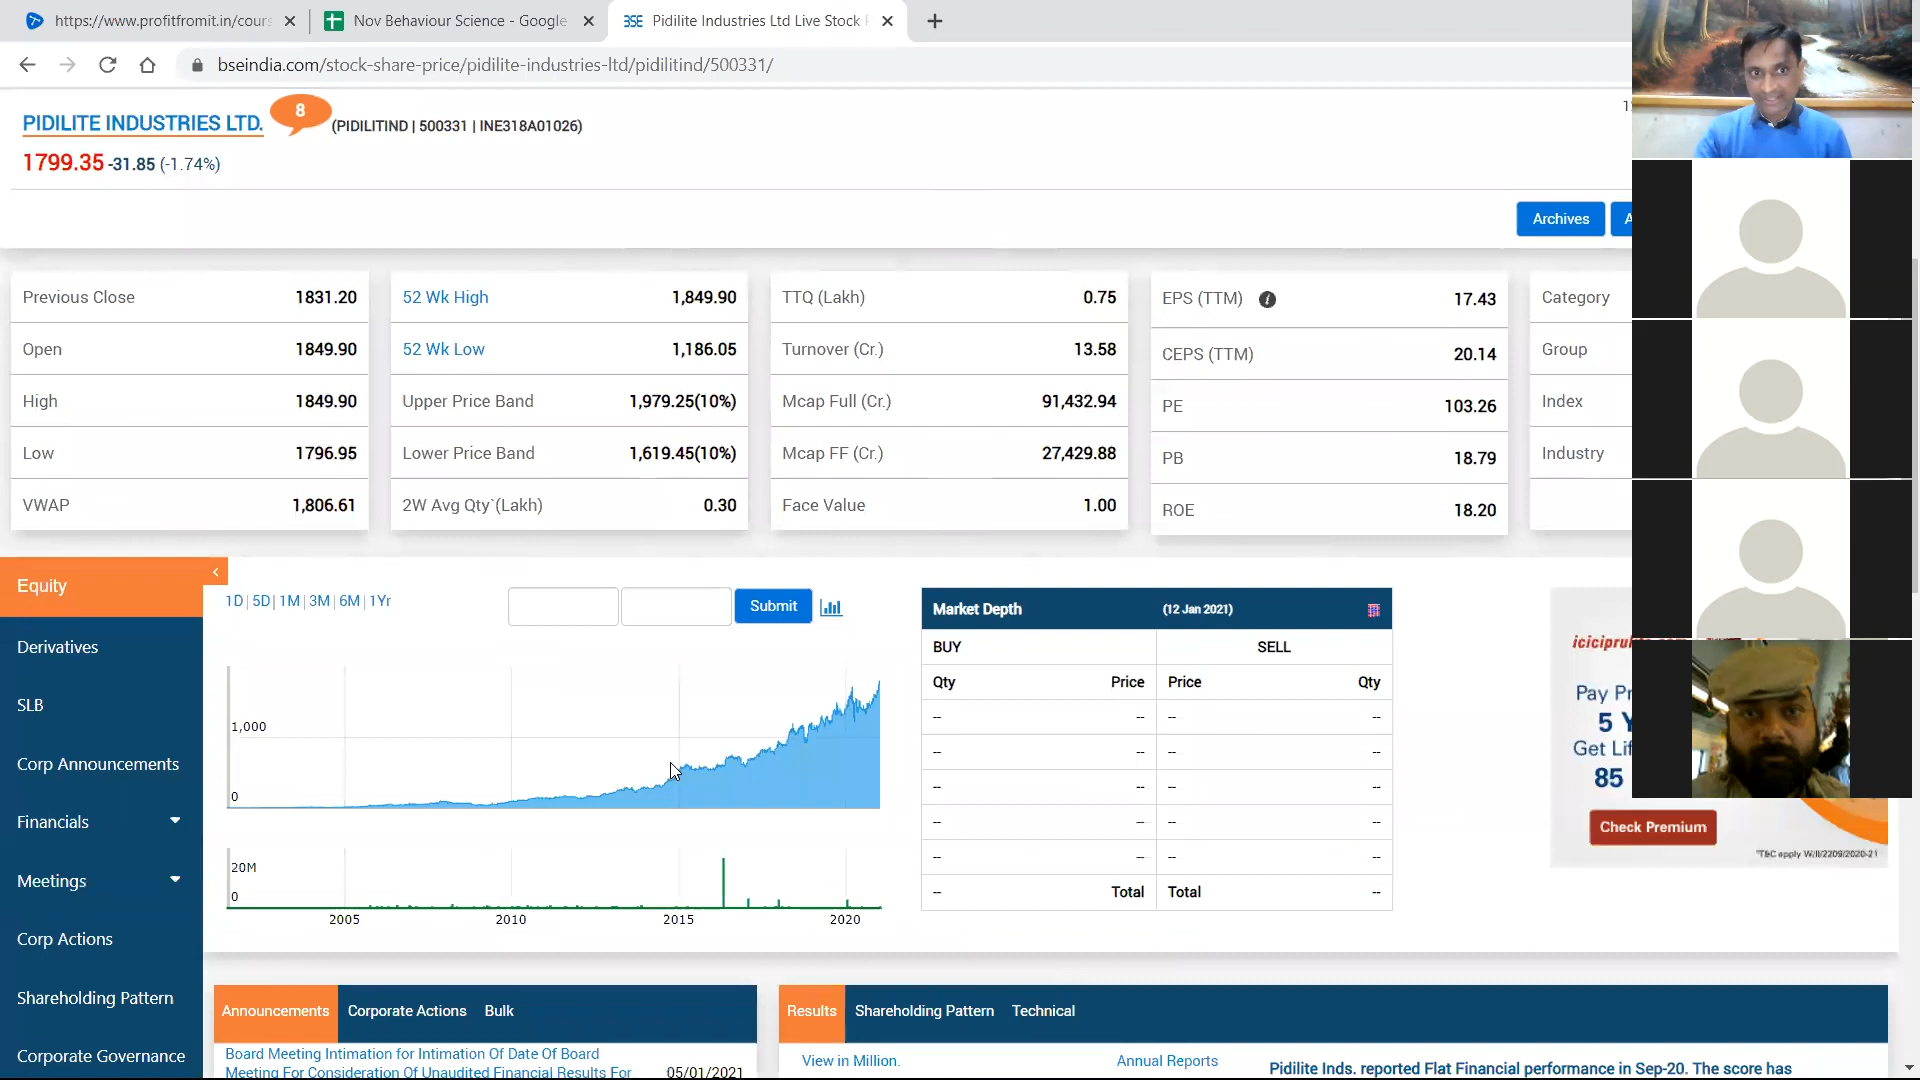 https://www.profitfromit.in/cours
Nov Behaviour Science - Google
BSE Pidilite Industries Ltd Live Stock P
bseindia.com/stock-share-price/pidilite-industries-ltd/pidilitind/500331/
PIDILITE INDUSTRIES LTD. 8 (PIDILITIND | 500331 | INE318A01026)
1799.35 -31.85 (-1.74%)
Archives A
Previous Close 1831.20
Open 1849.90
High 1849.90
Low 1796.95
VWAP 1,806.61
52 Wk High 1,849.90
52 Wk Low 1,186.05
Upper Price Band 1,979.25(10%)
Lower Price Band 1,619.45(10%)
2W Avg Qty`(Lakh) 0.30
TTQ (Lakh) 0.75
Turnover (Cr.) 13.58
Mcap Full (Cr.) 91,432.94
Mcap FF (Cr.) 27,429.88
Face Value 1.00
EPS (TTM) i 17.43
CEPS (TTM) 20.14
PE 103.26
PB 18.79
ROE 18.20
Category
Group
Index
Industry
Equity
Derivatives
SLB
Corp Announcements
Financials
Meetings
Corp Actions
Shareholding Pattern
Corporate Governance
1D | 5D | 1M | 3M | 6M | 1Yr
Submit
1,000
0
20M
0
2005 2010 2015 2020
Market Depth (12 Jan 2021)
BUY SELL
Qty Price Price Qty
-- -- -- --
-- -- -- --
-- -- -- --
-- -- -- --
-- -- -- --
-- Total Total --
Pay Pr
5 Y
Get Lif
85
Check Premium
*T&C apply W/II/2209/2020-21
Announcements Corporate Actions Bulk
Board Meeting Intimation for Intimation Of Date Of Board
Meeting For Consideration Of Unaudited Financial Results For 05/01/2021
Results Shareholding Pattern Technical
View in Million. Annual Reports
Pidilite Inds. reported Flat Financial performance in Sep-20. The score has